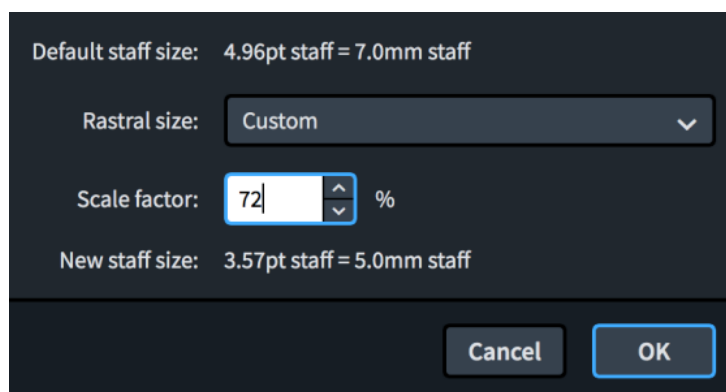 Default staff size: 4.96pt staff = 7.0mm staff
Rastral size: Custom
Scale factor: 72 %
New staff size: 3.57pt staff = 5.0mm staff
Cancel OK